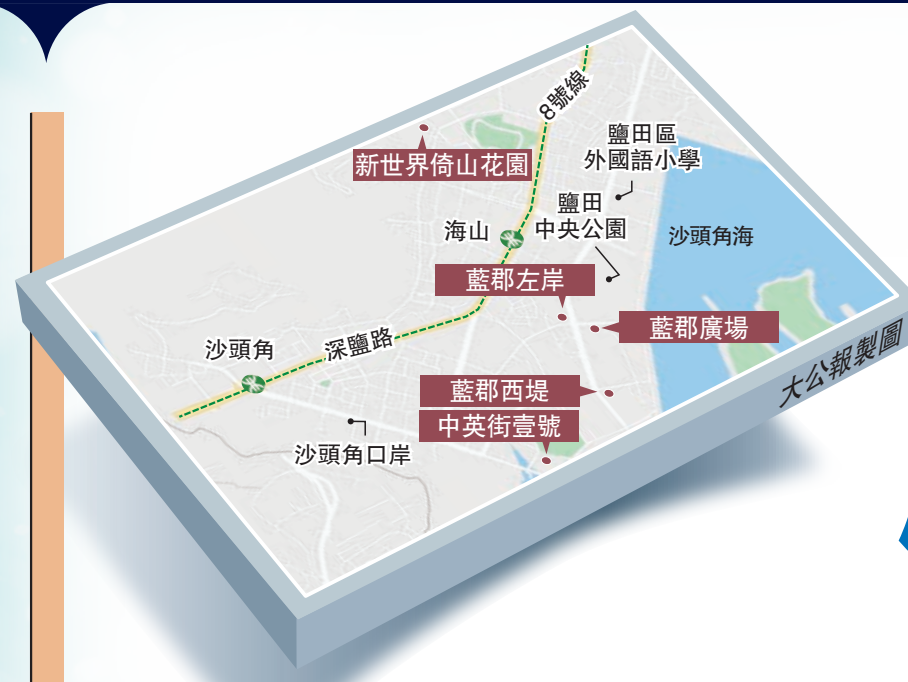 8號線
鹽田區
外國語小學
新世界倚山花園
鹽田
中央公園
海山
沙頭角海
藍郡左岸
藍郡廣場
深鹽路
沙頭角
藍郡西堤
中英街壹號
沙頭角口岸
大公報製圖